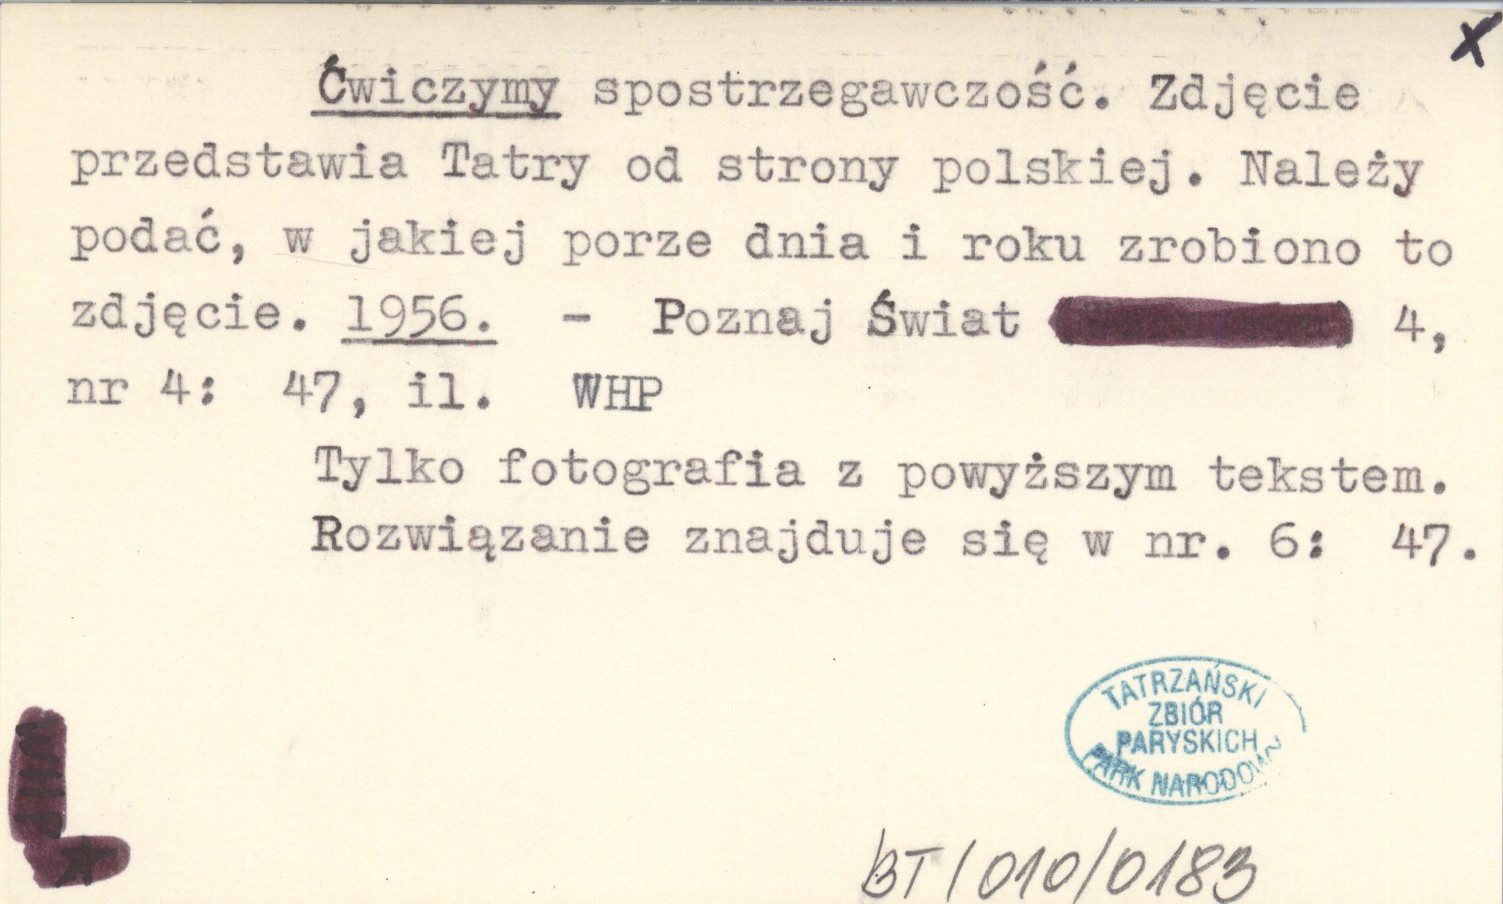 X
Ćwiczymy spostrzegawczość. Zdjęcie
przedstawia Tatry od strony polskiej. Należy
podać, w jakiej porze dnia i roku zrobiono to
zdjęcie. 1956. - Poznaj Świat 4,
nr 4: 47, il. WHP
Tylko fotografia z powyższym tekstem.
Rozwiązanie znajduje się w nr. 6: 47.
TATRZAŃSKI
ZBIÓR
PARYSKICH
PARK NARODOWY
BT/010/0183